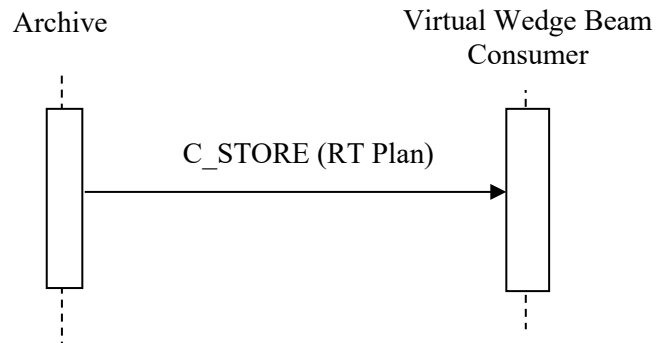 Archive
Virtual Wedge Beam
Consumer
C_STORE (RT Plan)